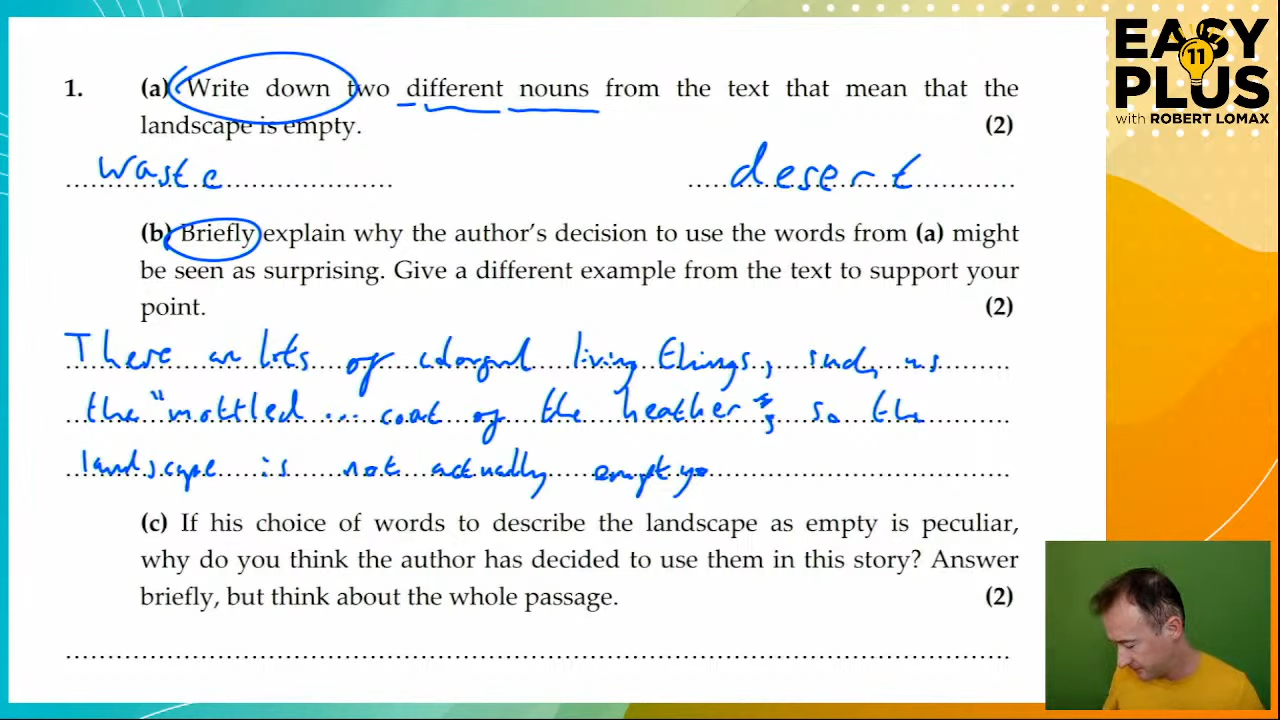 EASY
11
PLUS
with ROBERT LOMAX
1. (a) Write down two different nouns from the text that mean that the
landscape is empty. (2)
waste desert
(b) Briefly explain why the author's decision to use the words from (a) might
be seen as surprising. Give a different example from the text to support your
point. (2)
There are lots of colorful living things, such as
the "mottled ... coat of the heather", so the
landscape is not actually empty.
(c) If his choice of words to describe the landscape as empty is peculiar,
why do you think the author has decided to use them in this story? Answer
briefly, but think about the whole passage. (2)